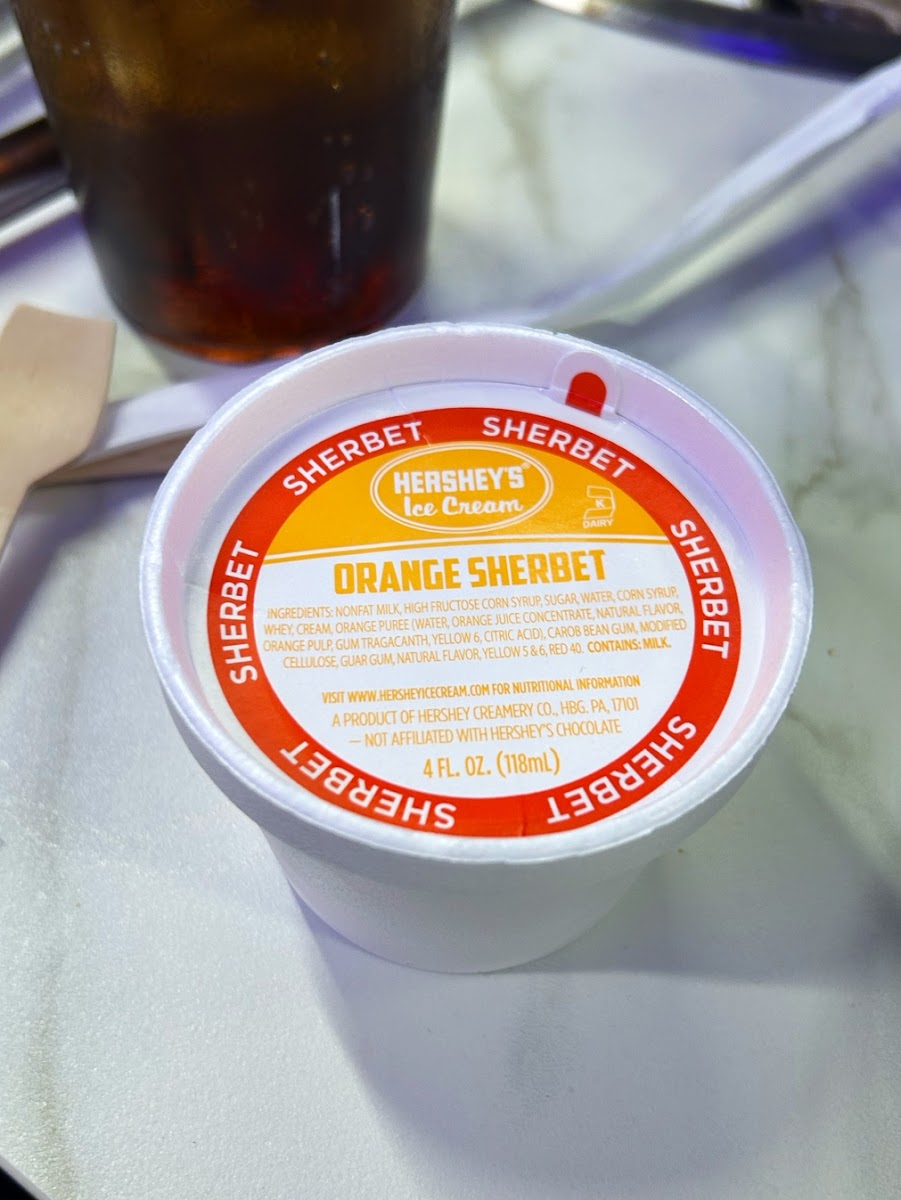 SHERBET SHERBET
HERSHEY'S®
Ice Cream
K
DAIRY
ORANGE SHERBET
INGREDIENTS: NONFAT MILK, HIGH FRUCTOSE CORN SYRUP, SUGAR, WATER, CORN SYRUP,
WHEY, CREAM, ORANGE PUREE (WATER, ORANGE JUICE CONCENTRATE, NATURAL FLAVOR,
ORANGE PULP, GUM TRAGACANTH, YELLOW 6, CITRIC ACID), CAROB BEAN GUM, MODIFIED
CELLULOSE, GUAR GUM, NATURAL FLAVOR, YELLOW 5 & 6, RED 40. CONTAINS: MILK.
VISIT WWW.HERSHEYICECREAM.COM FOR NUTRITIONAL INFORMATION
A PRODUCT OF HERSHEY CREAMERY CO., HBG. PA, 17101
— NOT AFFILIATED WITH HERSHEY'S CHOCOLATE
4 FL. OZ. (118mL)
SHERBET
SHERBET
SHERBET
SHERBET